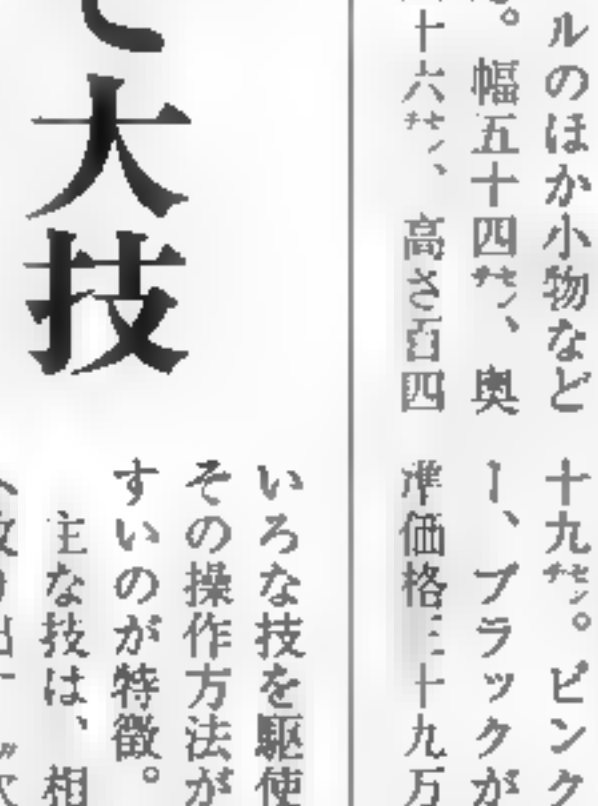 ルのほか小物など
。幅五十四㌢、奥
十六㌢、高さ百四
十九㌢。ピンク
ー、ブラックが
準価格三十九万
大技
いろな技を駆使
その操作方法が
すいのが特徴。
主な技は、相